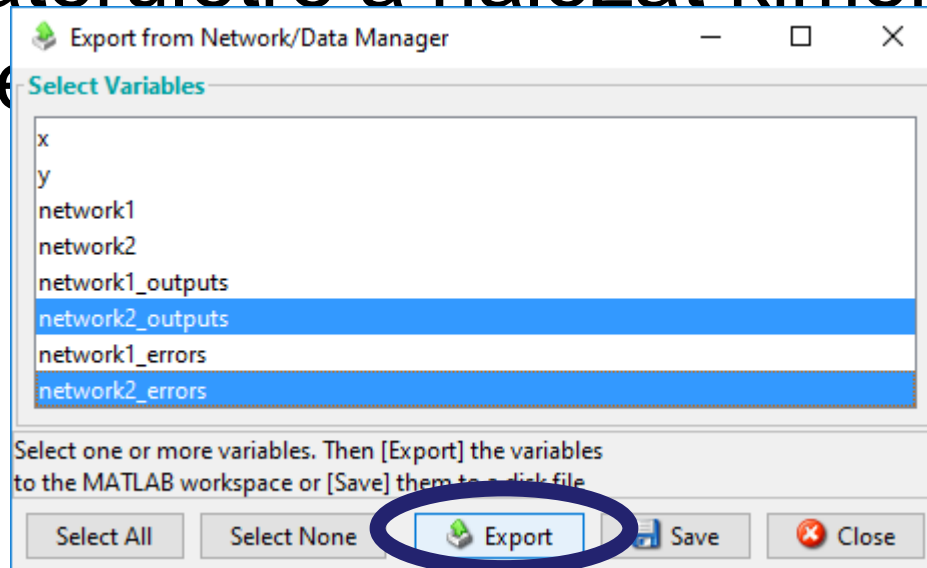 a hálózat
Export from Network/Data Manager
Select Variables
x
y
network1
network2
network1_outputs
network2_outputs
network1_errors
network2_errors
Select one or more variables. Then [Export] the variables
to the MATLAB workspace or [Save] them to a disk file
Select All Select None Export Save Close